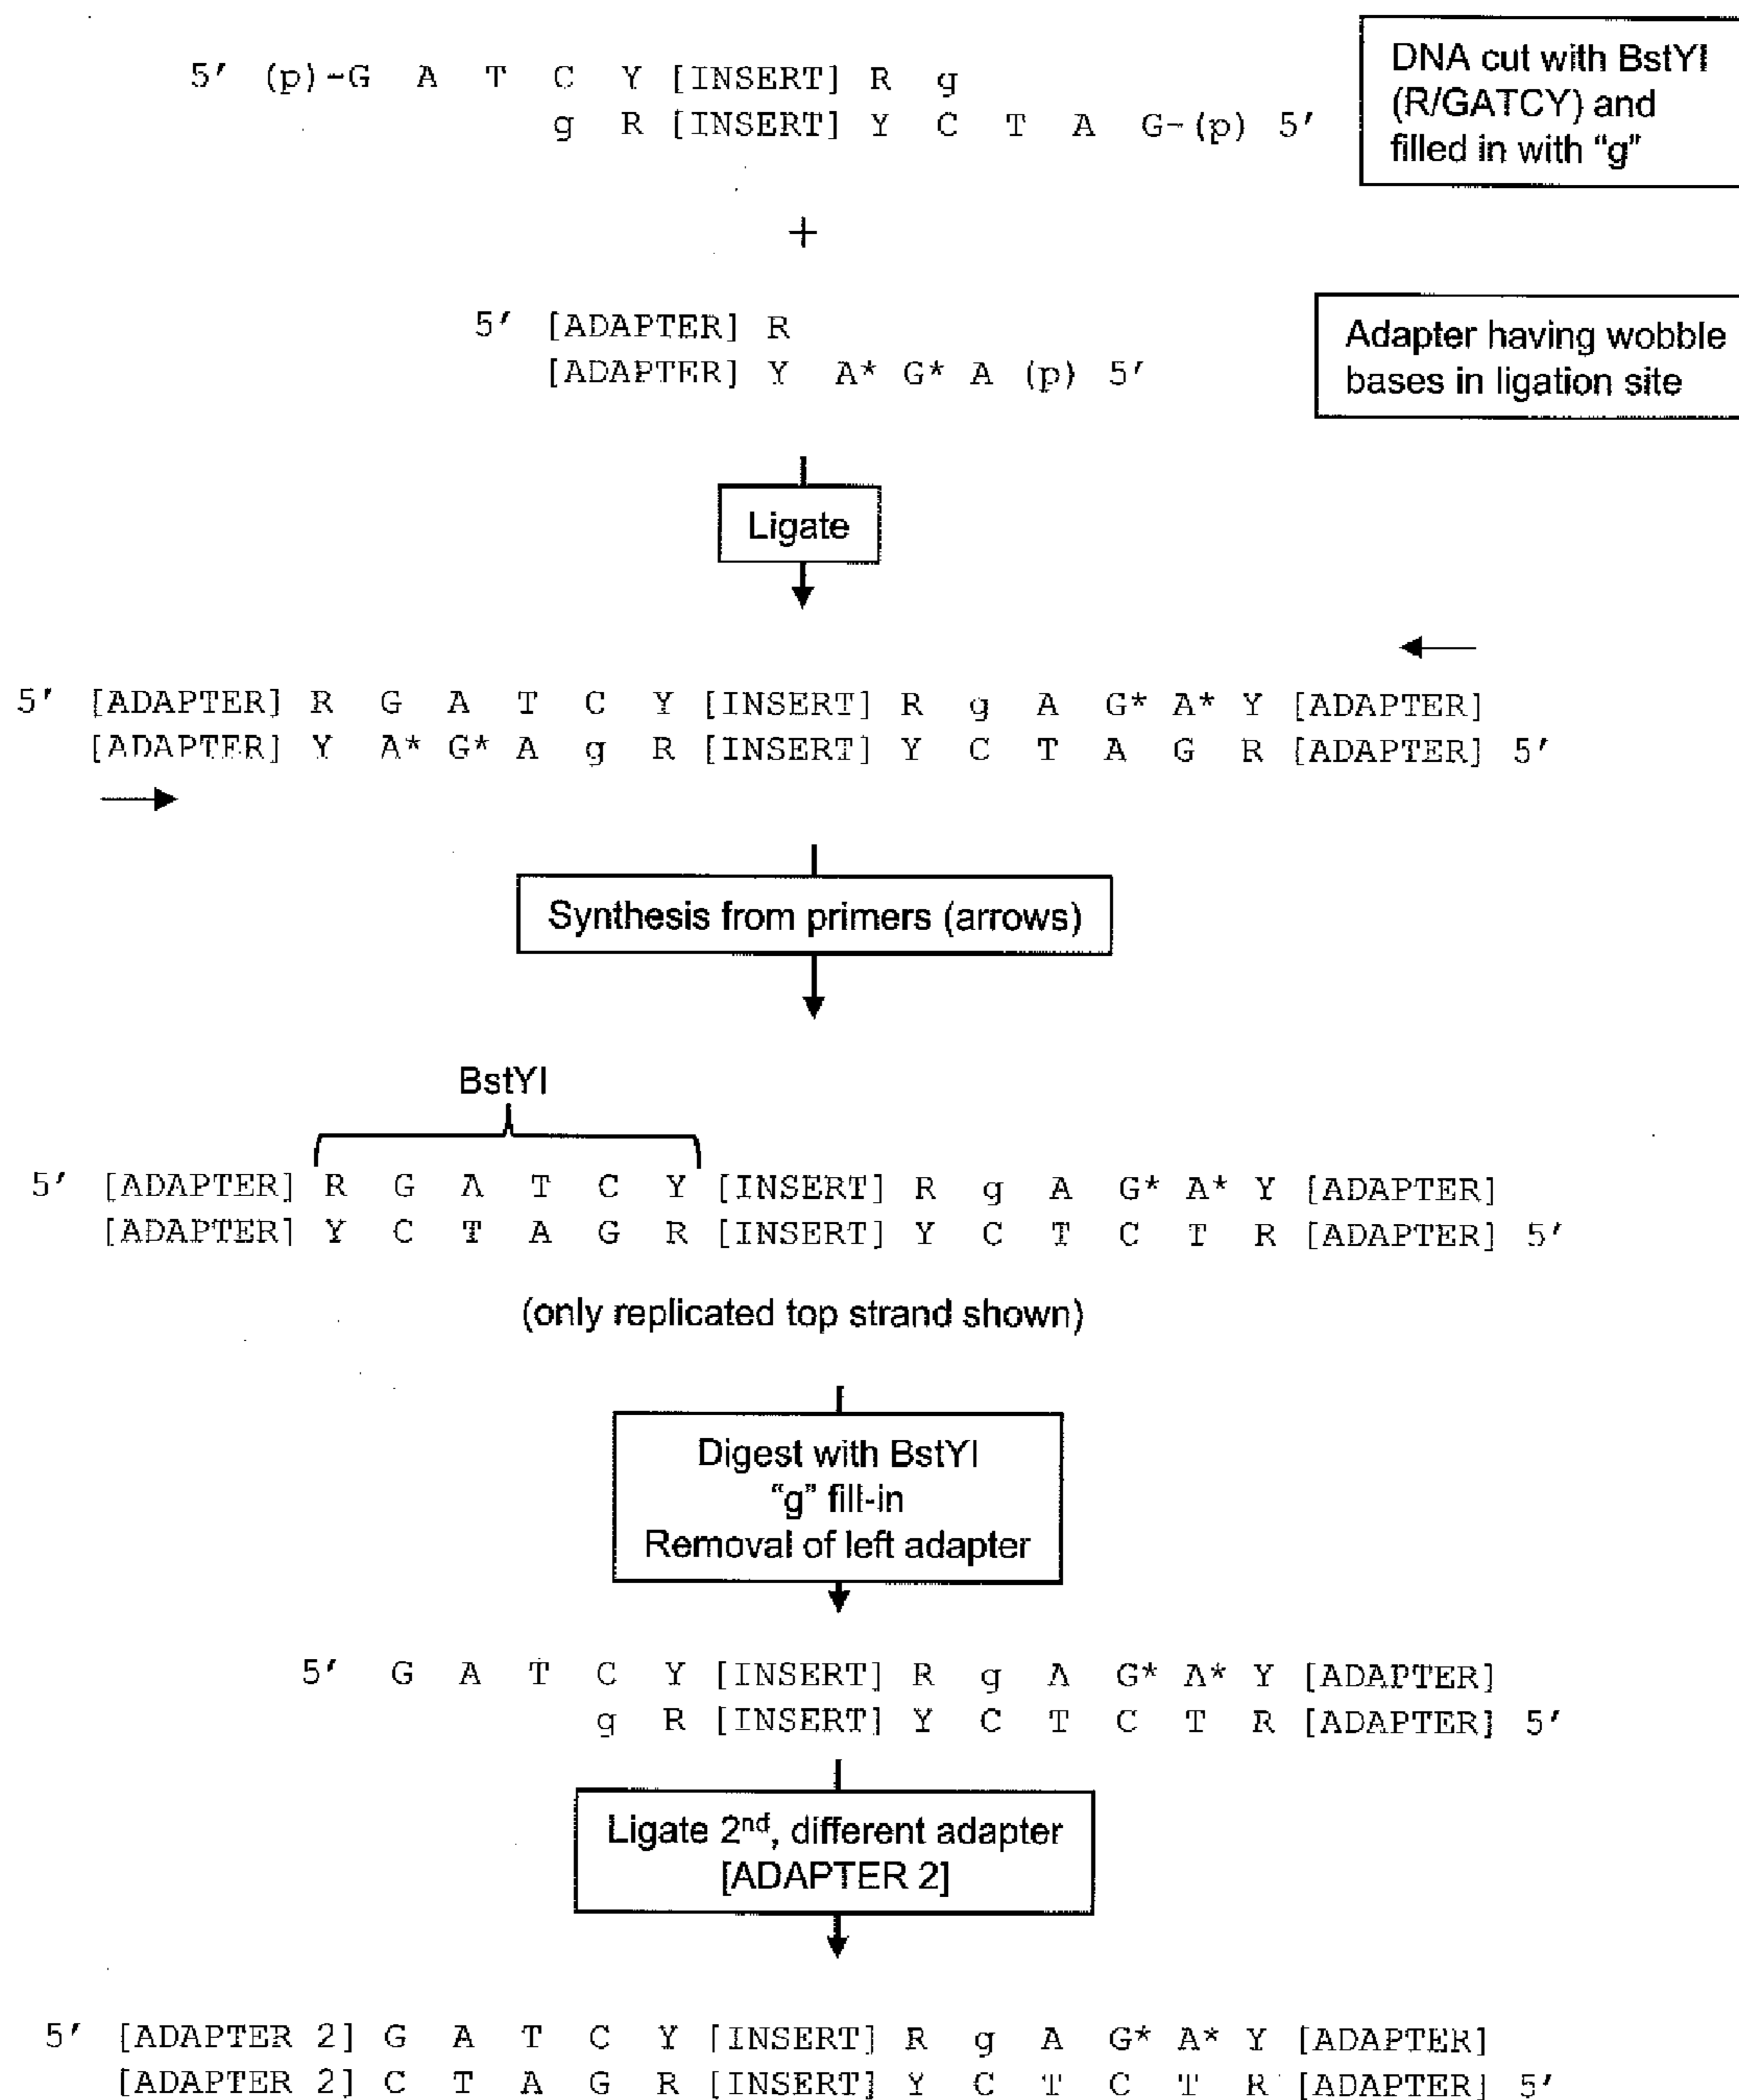 5' (p)-G A T C Y [INSERT] R g
g R [INSERT] Y C T A G-(p) 5'
DNA cut with BstYI
(R/GATCY) and
filled in with "g"
+
5' [ADAPTER] R
[ADAPTER] Y A* G* A (p) 5'
Adapter having wobble
bases in ligation site
Ligate
5' [ADAPTER] R G A T C Y [INSERT] R g A G* A* Y [ADAPTER]
[ADAPTER] Y A* G* A g R [INSERT] Y C T A G R [ADAPTER] 5'
Synthesis from primers (arrows)
BstYI
5' [ADAPTER] R G A T C Y [INSERT] R g A G* A* Y [ADAPTER]
[ADAPTER] Y C T A G R [INSERT] Y C T C T R [ADAPTER] 5'
(only replicated top strand shown)
Digest with BstYI
"g" fill-in
Removal of left adapter
5' G A T C Y [INSERT] R g A G* A* Y [ADAPTER]
g R [INSERT] Y C T C T R [ADAPTER] 5'
Ligate 2nd, different adapter
[ADAPTER 2]
5' [ADAPTER 2] G A T C Y [INSERT] R g A G* A* Y [ADAPTER]
[ADAPTER 2] C T A G R [INSERT] Y C T C T R [ADAPTER] 5'